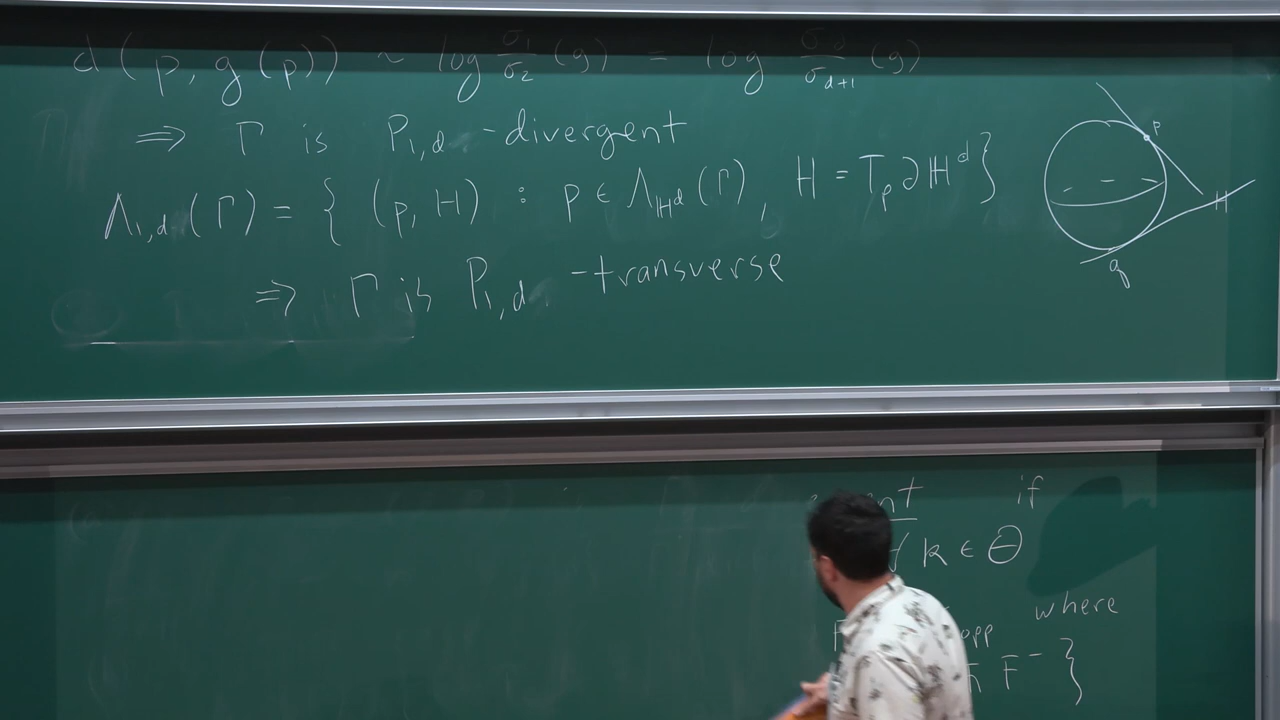 d(p, g(p)) ~ log σ₁/σ₂ (g) = log σ_d/σ_{d+1} (g)
⇒ Γ is P_{1,d}-divergent
Λ_{1,d}(Γ) = { (p, H) : p ∈ Λ_{ℍ^d}(Γ), H = T_p ∂ℍ^d }
⇒ Γ is P_{1,d}-transverse
p
H
q
if
∀ k ∈ Θ
opp where
F⁻ }